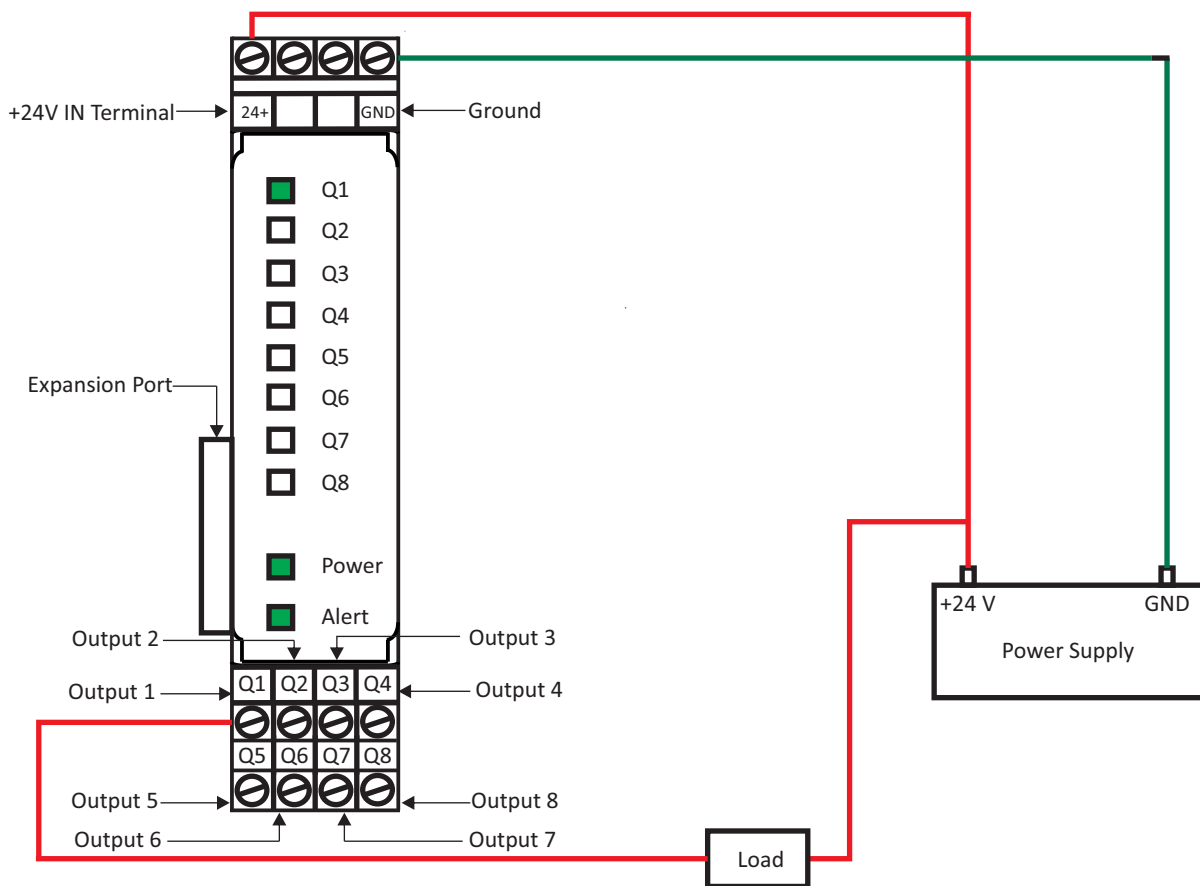 +24V IN Terminal
24+
GND
Ground
Q1
Q2
Q3
Q4
Q5
Q6
Q7
Q8
Expansion Port
Power
Alert
+24 V
GND
Power Supply
Output 2
Output 3
Output 1
Q1
Q2
Q3
Q4
Output 4
Q5
Q6
Q7
Q8
Output 5
Output 8
Output 6
Output 7
Load